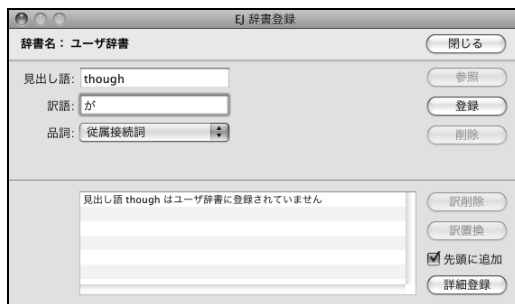 EJ 辞書登録
辞書名： ユーザ辞書
閉じる
見出し語: though
参照
訳語: が
登録
品詞: 従属接続詞
削除
見出し語 though はユーザ辞書に登録されていません
訳削除
訳置換
先頭に追加
詳細登録